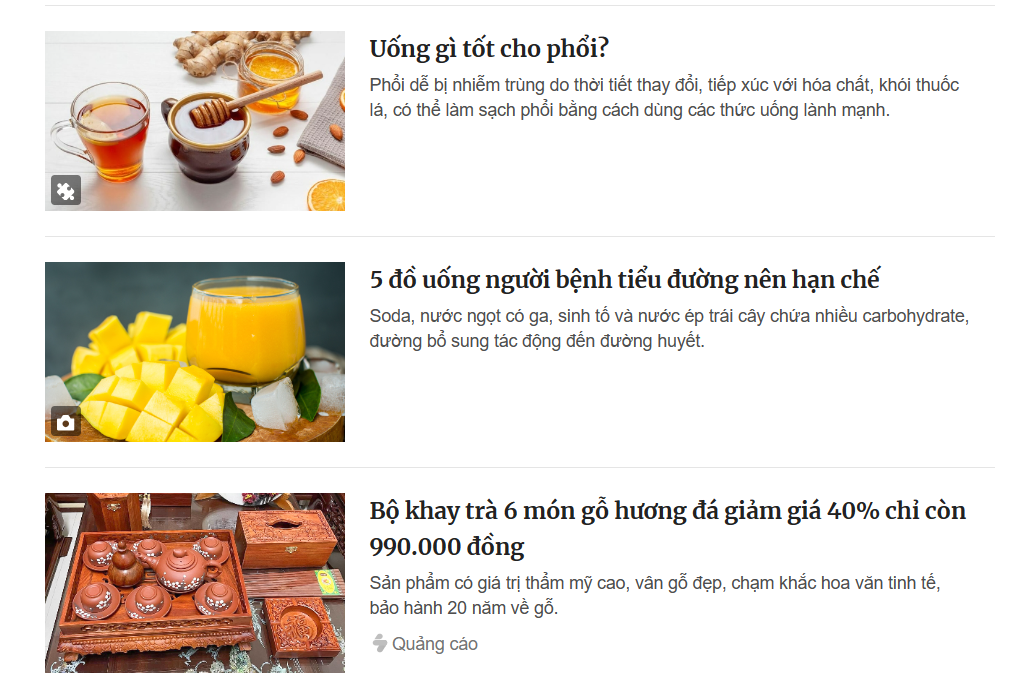 Uống gì tốt cho phổi?
Phổi dễ bị nhiễm trùng do thời tiết thay đổi, tiếp xúc với hóa chất, khói thuốc
lá, có thể làm sạch phổi bằng cách dùng các thức uống lành mạnh.
5 đồ uống người bệnh tiểu đường nên hạn chế
Soda, nước ngọt có ga, sinh tố và nước ép trái cây chứa nhiều carbohydrate,
đường bổ sung tác động đến đường huyết.
Bộ khay trà 6 món gỗ hương đá giảm giá 40% chỉ còn
990.000 đồng
Sản phẩm có giá trị thẩm mỹ cao, vân gỗ đẹp, chạm khắc hoa văn tinh tế,
bảo hành 20 năm về gỗ.
Quảng cáo